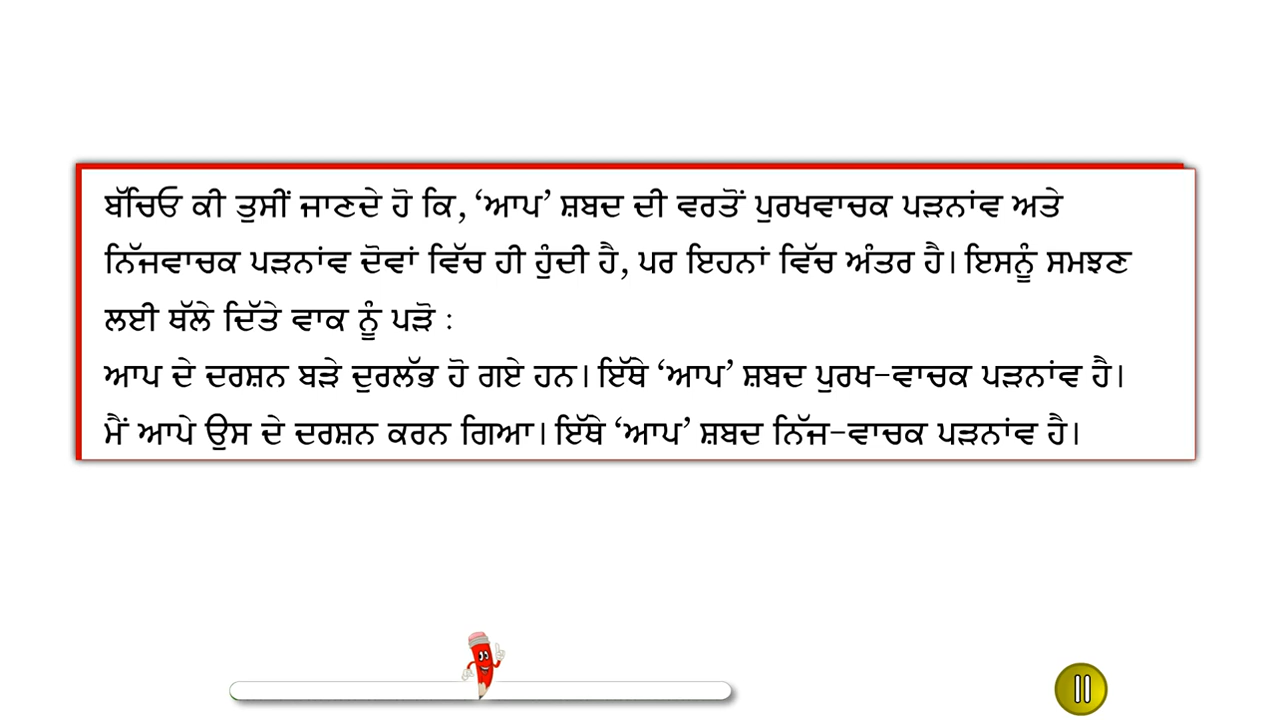 ਬੱਚਿਓ ਕੀ ਤੁਸੀਂ ਜਾਣਦੇ ਹੋ ਕਿ, ‘ਆਪ’ ਸ਼ਬਦ ਦੀ ਵਰਤੋਂ ਪੁਰਖਵਾਚਕ ਪੜਨਾਂਵ ਅਤੇ
ਨਿੱਜਵਾਚਕ ਪੜਨਾਂਵ ਦੋਵਾਂ ਵਿੱਚ ਹੀ ਹੁੰਦੀ ਹੈ, ਪਰ ਇਹਨਾਂ ਵਿੱਚ ਅੰਤਰ ਹੈ। ਇਸਨੂੰ ਸਮਝਣ
ਲਈ ਥੱਲੇ ਦਿੱਤੇ ਵਾਕ ਨੂੰ ਪੜੋ :
ਆਪ ਦੇ ਦਰਸ਼ਨ ਬੜੇ ਦੁਰਲੱਭ ਹੋ ਗਏ ਹਨ। ਇੱਥੇ ‘ਆਪ’ ਸ਼ਬਦ ਪੁਰਖ-ਵਾਚਕ ਪੜਨਾਂਵ ਹੈ।
ਮੈਂ ਆਪੇ ਉਸ ਦੇ ਦਰਸ਼ਨ ਕਰਨ ਗਿਆ। ਇੱਥੇ ‘ਆਪ’ ਸ਼ਬਦ ਨਿੱਜ-ਵਾਚਕ ਪੜਨਾਂਵ ਹੈ।